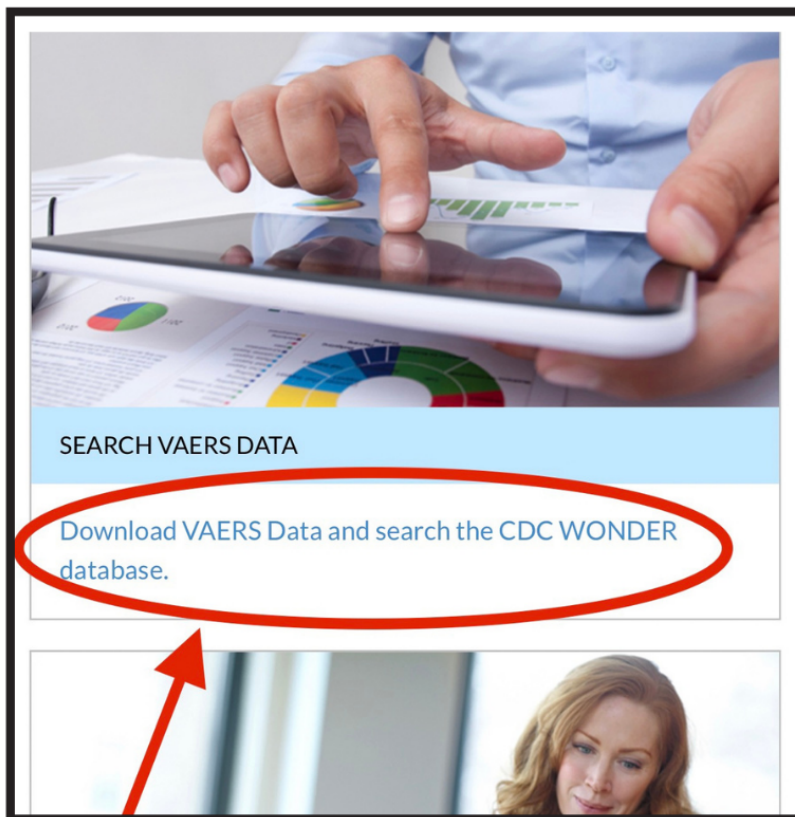 SEARCH VAERS DATA
Download VAERS Data and search the CDC WONDER
database.